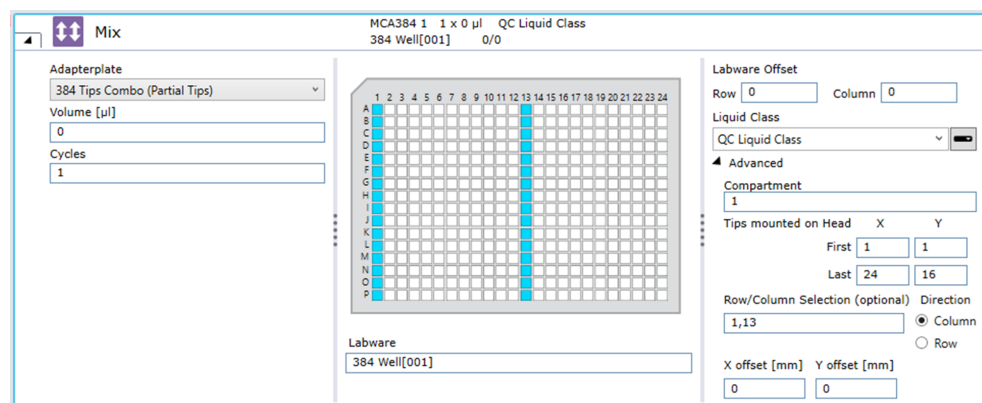 Mix
MCA384 1 1 x 0 µl QC Liquid Class
384 Well[001] 0/0
Adapterplate
384 Tips Combo (Partial Tips)
Volume [µl]
0
Cycles
1
1 2 3 4 5 6 7 8 9 10 11 12 13 14 15 16 17 18 19 20 21 22 23 24
A
B
C
D
E
F
G
H
I
J
K
L
M
N
O
P
Labware
384 Well[001]
Labware Offset
Row 0 Column 0
Liquid Class
QC Liquid Class
Advanced
Compartment
1
Tips mounted on Head X Y
First 1 1
Last 24 16
Row/Column Selection (optional) Direction
1,13 Column
Row
X offset [mm] Y offset [mm]
0 0